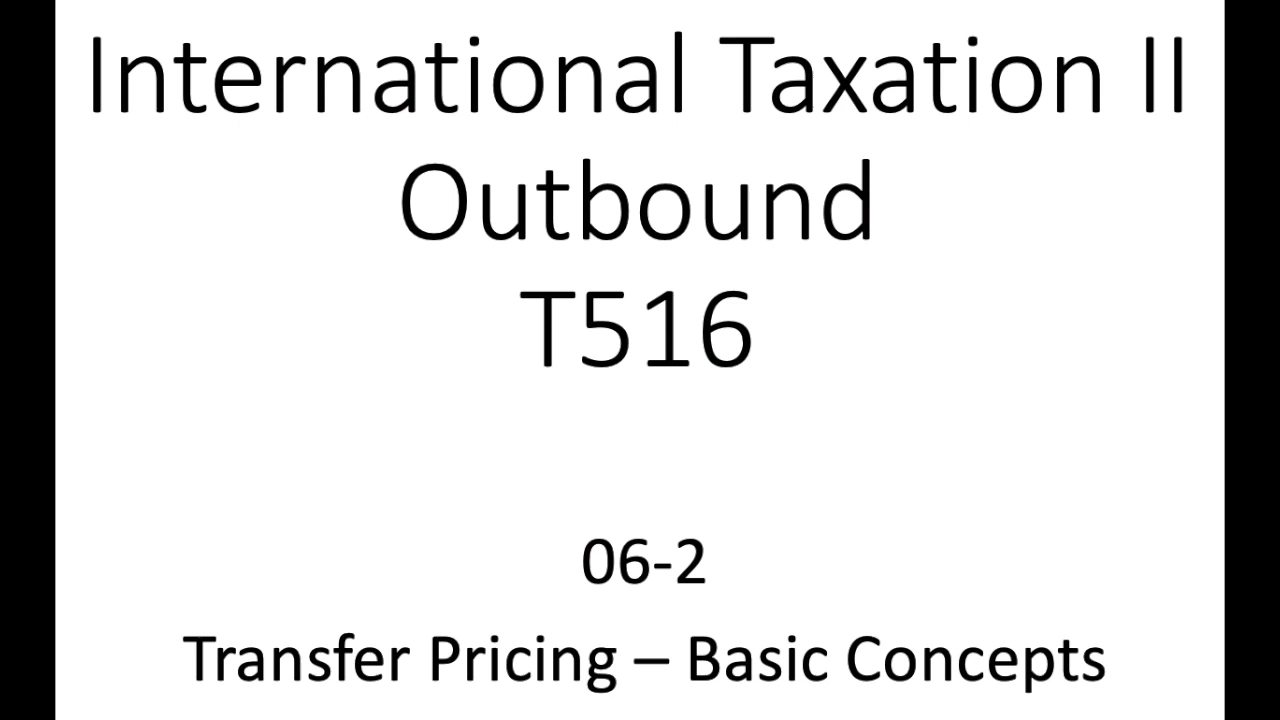 International Taxation II
Outbound
T516
06-2
Transfer Pricing – Basic Concepts